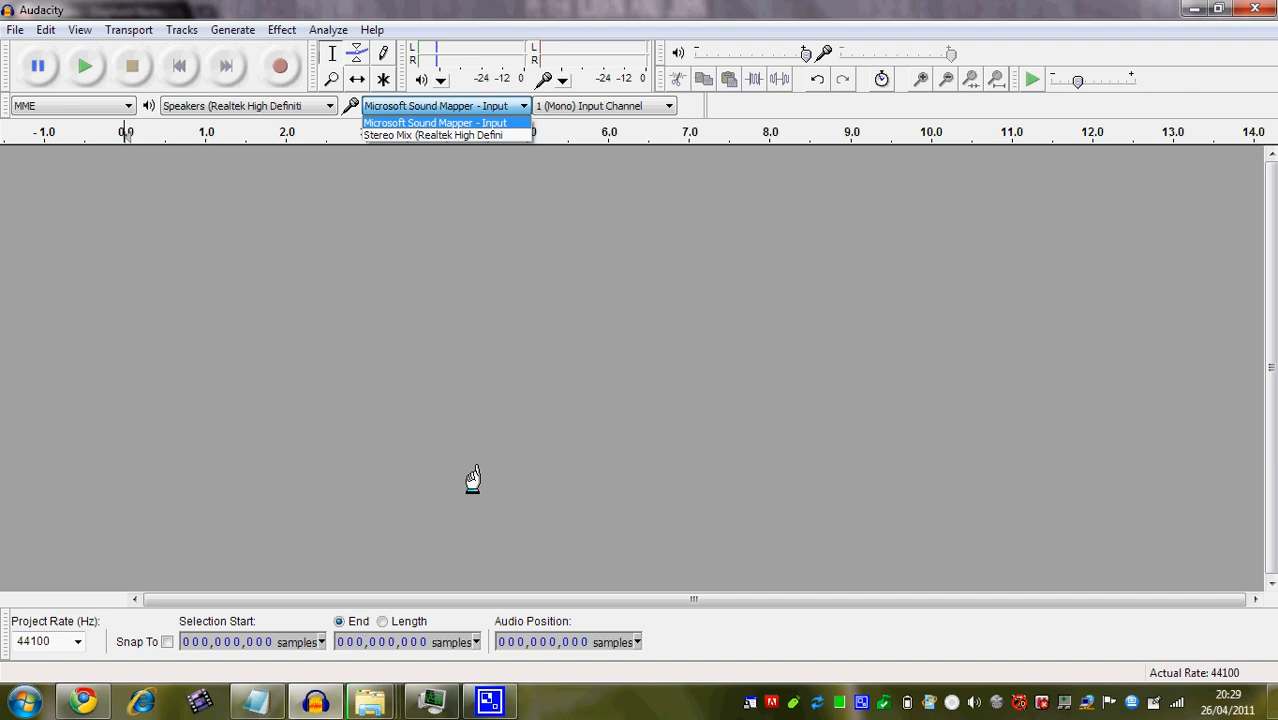 Audacity
File Edit View Transport Tracks Generate Effect Analyze Help
L
R
-24 -12 0
L
R
-24 -12 0
MME Speakers (Realtek High Definiti Microsoft Sound Mapper - Input 1 (Mono) Input Channel
Microsoft Sound Mapper - Input
Stereo Mix (Realtek High Defini
-1.0 0.0 1.0 2.0 6.0 7.0 8.0 9.0 10.0 11.0 12.0 13.0 14.0
Project Rate (Hz): Selection Start: End Length Audio Position:
44100 Snap To 000,000,000 samples 000,000,000 samples 000,000,000 samples
Actual Rate: 44100
20:29
26/04/2011